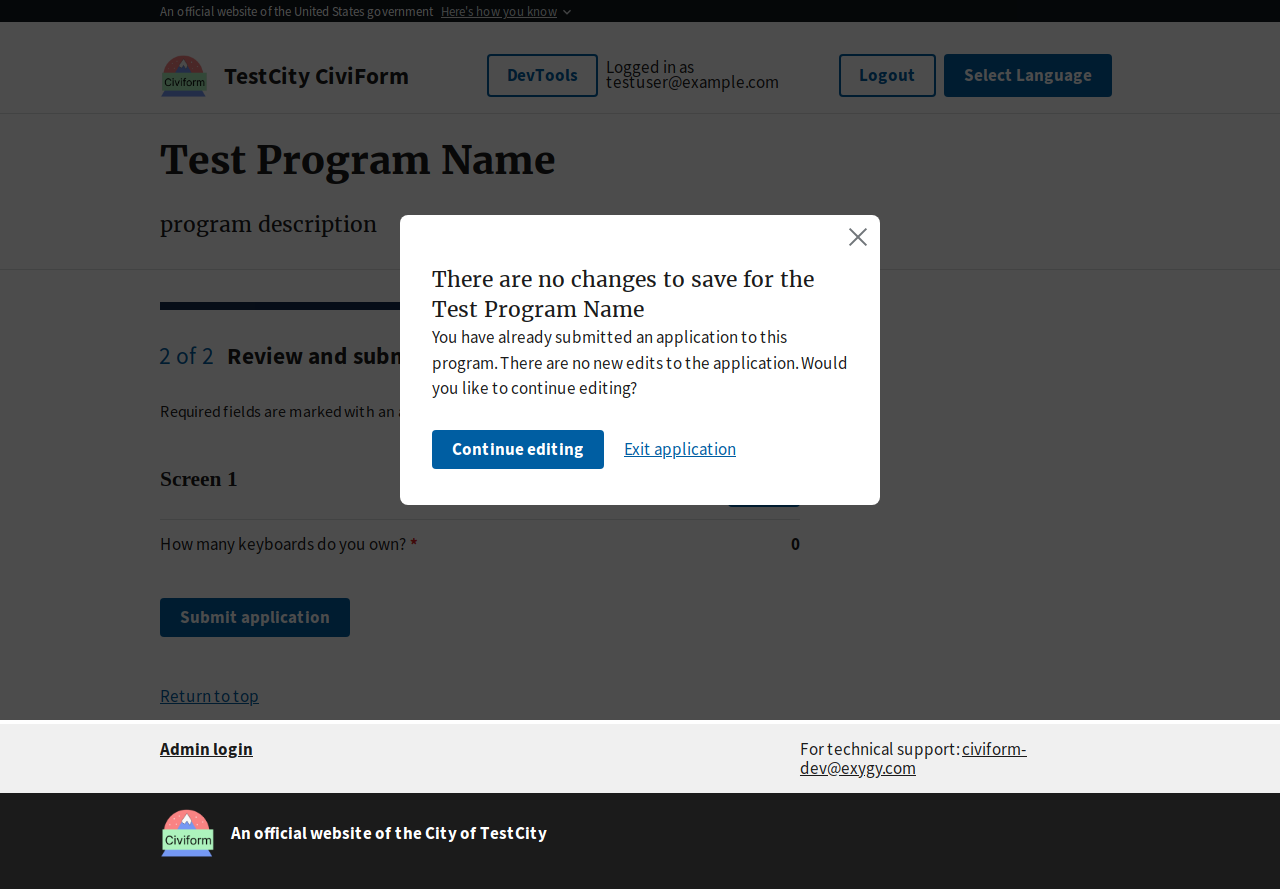 An official website of the United States government Here's how you know
Civiform
TestCity CiviForm
DevTools
Logged in as
testuser@example.com
Logout
Select Language
Test Program Name
program description
There are no changes to save for the
Test Program Name
You have already submitted an application to this
program. There are no new edits to the application. Would
you like to continue editing?
Continue editing
Exit application
2 of 2 Review and subm
Required fields are marked with an
Screen 1
How many keyboards do you own? *
0
Submit application
Return to top
Admin login
For technical support: civiform-
dev@exygy.com
Civiform
An official website of the City of TestCity